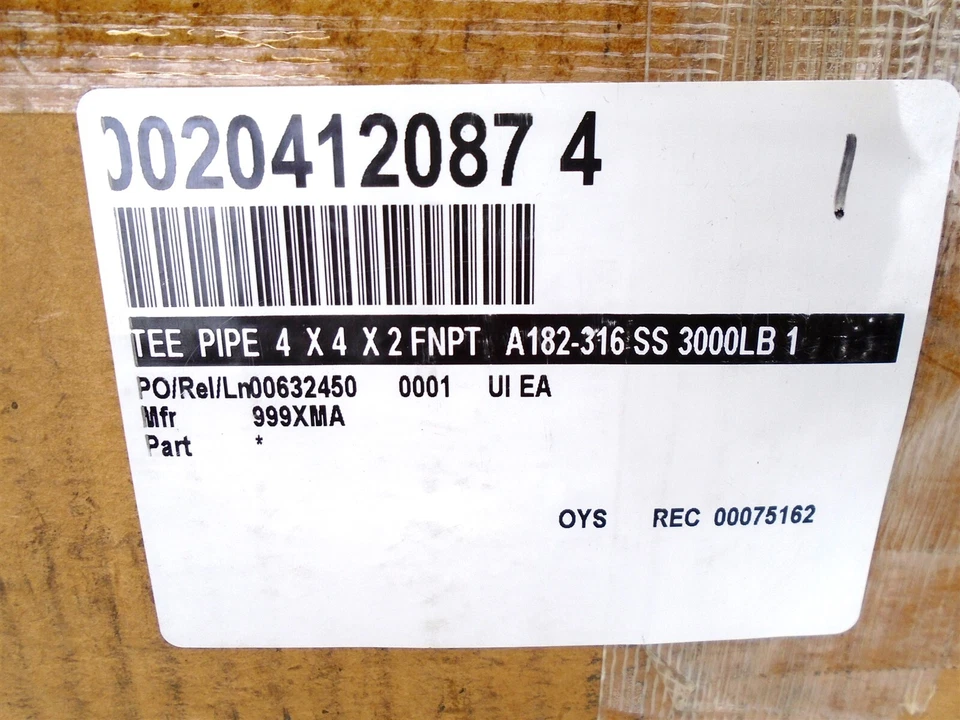 0020412087 4
TEE PIPE 4 X 4 X 2 FNPT A182-316 SS 3000LB 1
PO/Rel/Ln00632450 0001 UI EA
Mfr 999XMA
Part *
OYS REC 00075162